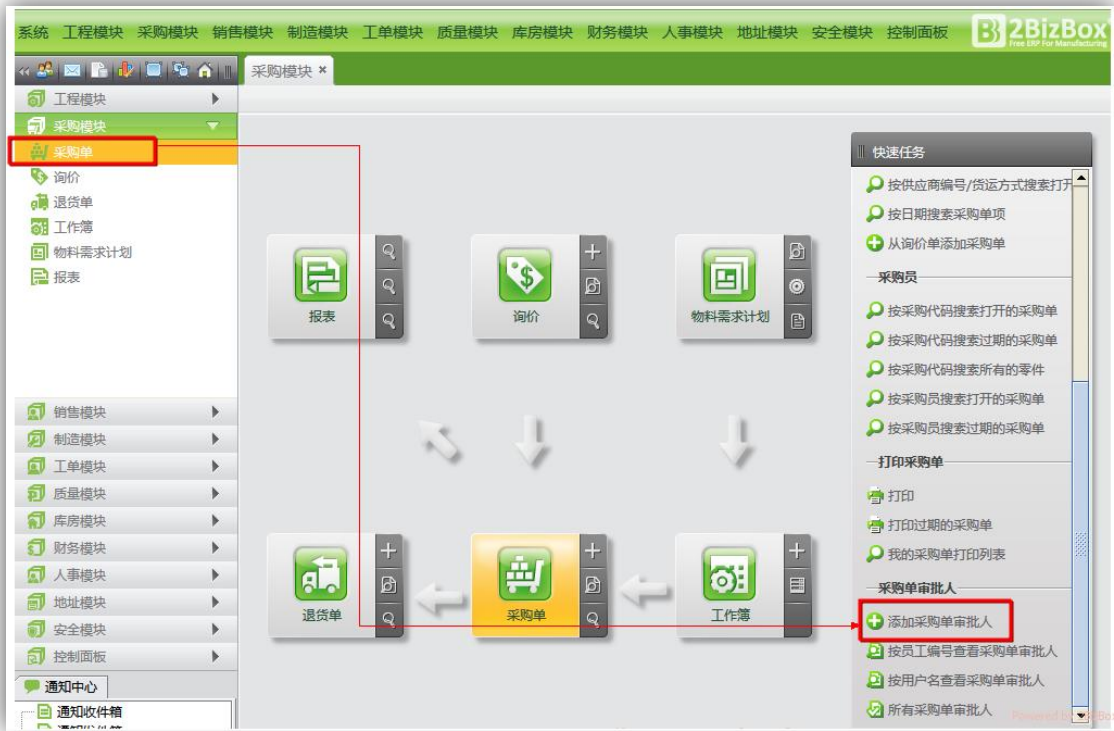 系统 工程模块 采购模块 销售模块 制造模块 工单模块 质量模块 库房模块 财务模块 人事模块 地址模块 安全模块 控制面板
2BizBox
Free ERP For Manufacturing
采购模块
工程模块
采购模块
采购单
询价
退货单
工作簿
物料需求计划
报表
销售模块
制造模块
工单模块
质量模块
库房模块
财务模块
人事模块
地址模块
安全模块
控制面板
通知中心
通知收件箱
报表
询价
物料需求计划
退货单
采购单
工作簿
快速任务
按供应商编号/货运方式搜索打开
按日期搜索采购单项
从询价单添加采购单
采购员
按采购代码搜索打开的采购单
按采购代码搜索过期的采购单
按采购代码搜索所有的零件
按采购员搜索打开的采购单
按采购员搜索过期的采购单
打印采购单
打印
打印过期的采购单
我的采购单打印列表
采购单审批人
添加采购单审批人
按员工编号查看采购单审批人
按用户名查看采购单审批人
所有采购单审批人